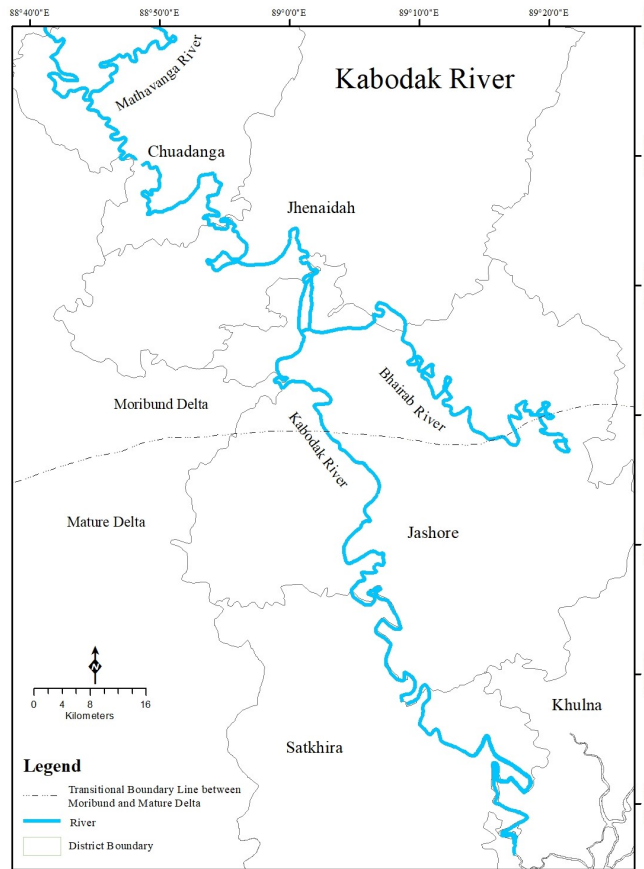 88°40'0"E 88°50'0"E 89°0'0"E 89°10'0"E 89°20'0"E
Kabodak River
Mathavanga River
Chuadanga
Jhenaidah
Bhairab River
Moribund Delta
Kabodak River
Mature Delta
Jashore
N
0 4 8 16
Kilometers
Khulna
Satkhira
Legend
Transitional Boundary Line between
Moribund and Mature Delta
River
District Boundary